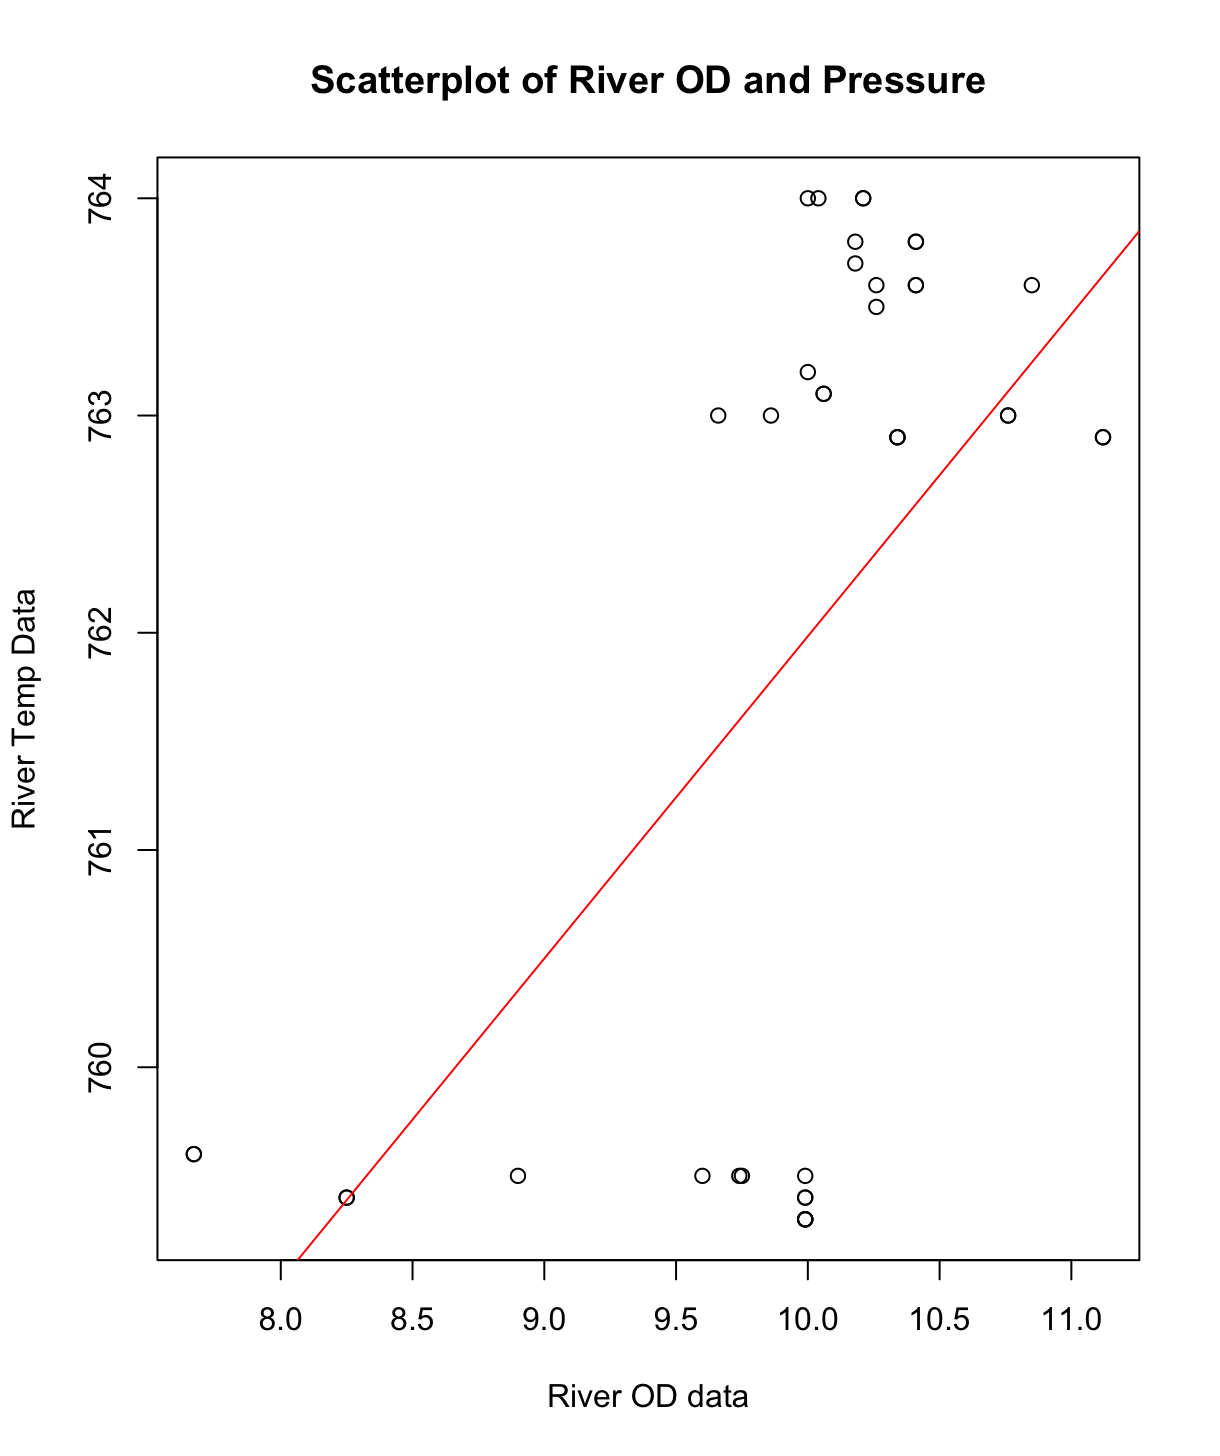 Scatterplot of River OD and Pressure
764
763
762
761
760
River Temp Data
8.0 8.5 9.0 9.5 10.0 10.5 11.0
River OD data